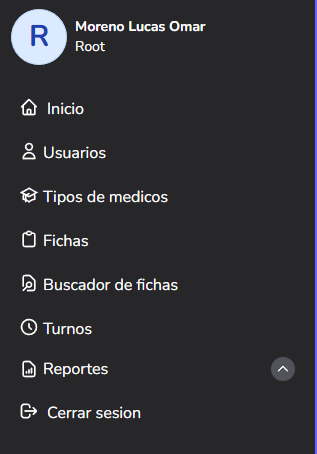 R
Moreno Lucas Omar
Root
Inicio
Usuarios
Tipos de medicos
Fichas
Buscador de fichas
Turnos
Reportes
Cerrar sesion